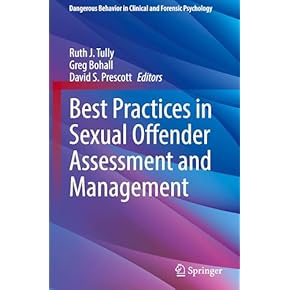 Dangerous Behavior in Clinical and Forensic Psychology
Ruth J. Tully
Greg Bohall
David S. Prescott Editors
Best Practices in
Sexual Offender
Assessment and
Management
Springer